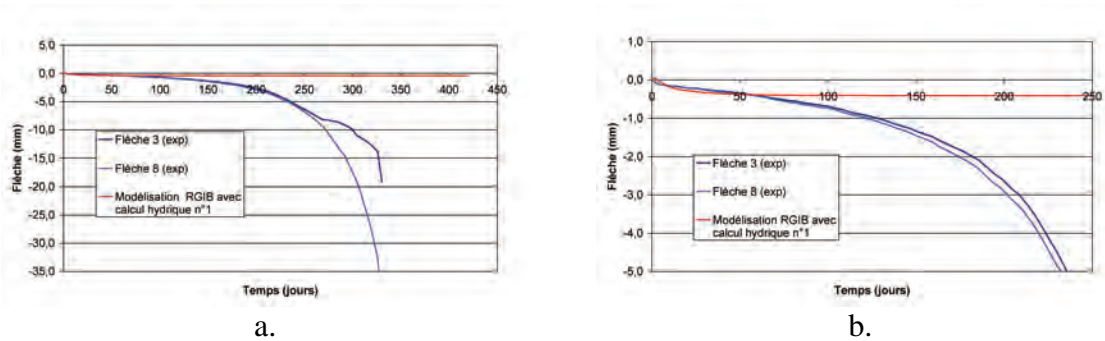 5,0
0,0
-5,0
-10,0
-15,0
-20,0
-25,0
-30,0
-35,0
0 50 100 150 200 250 300 350 400 450
Flèche (mm)
Flèche 3 (exp)
Flèche 8 (exp)
Modélisation RGIB avec
calcul hydrique n°1
Temps (jours)
a.
1,0
0,0
-1,0
-2,0
-3,0
-4,0
-5,0
0 50 100 150 200 250
Flèche (mm)
Flèche 3 (exp)
Flèche 8 (exp)
Modélisation RGIB avec
calcul hydrique n°1
Temps (jours)
b.